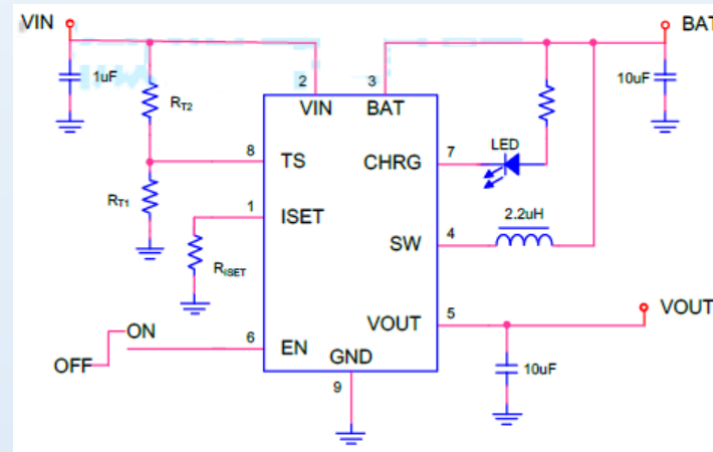 VIN
BAT
1uF
2
3
10uF
RT2
VIN
BAT
LED
8
TS
CHRG
7
RT1
1
ISET
2.2uH
SW
4
RISET
VOUT
5
VOUT
ON
6
EN
GND
OFF
10uF
9